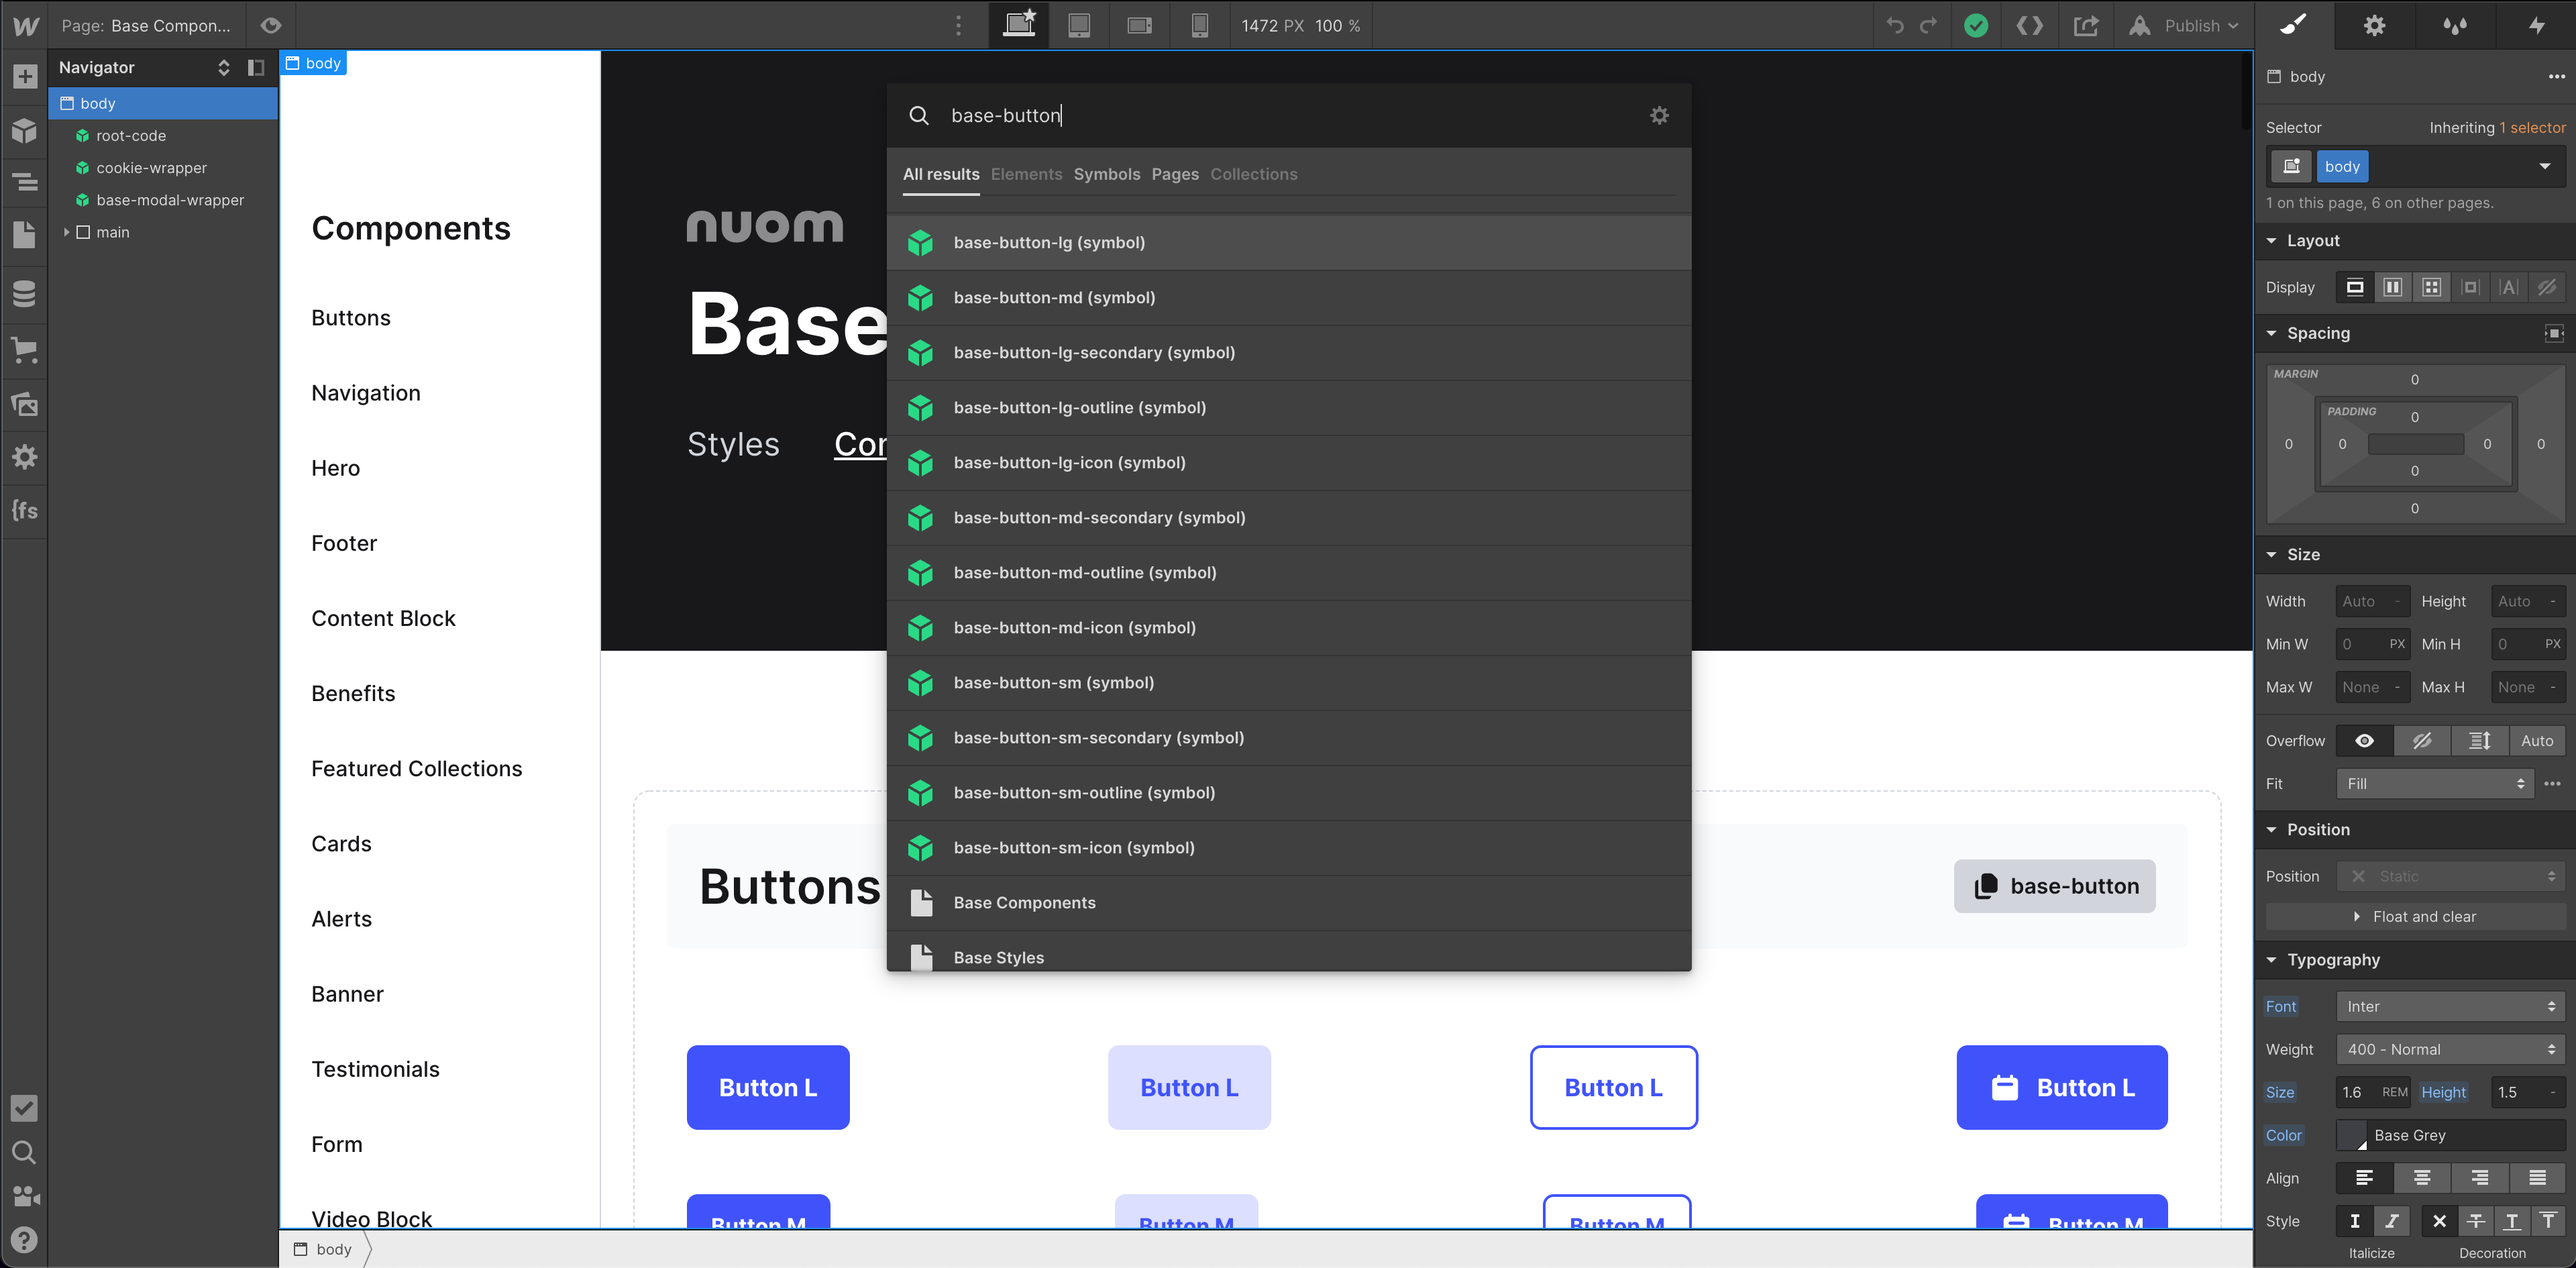 Page: Base Compon...
1472 PX 100 %
Publish
Navigator
body
root-code
cookie-wrapper
base-modal-wrapper
main
{fs
body
Components
Buttons
Navigation
Hero
Footer
Content Block
Benefits
Featured Collections
Cards
Alerts
Banner
Testimonials
Form
Video Block
nuom
Base
Styles
base-button
All results Elements Symbols Pages Collections
base-button-lg (symbol)
base-button-md (symbol)
base-button-lg-secondary (symbol)
base-button-lg-outline (symbol)
base-button-lg-icon (symbol)
base-button-md-secondary (symbol)
base-button-md-outline (symbol)
base-button-md-icon (symbol)
base-button-sm (symbol)
base-button-sm-secondary (symbol)
base-button-sm-outline (symbol)
base-button-sm-icon (symbol)
Base Components
Base Styles
Buttons
base-button
Button L Button L Button L Button L
Button M Button M Button M Button M
body
body
Selector Inheriting 1 selector
body
1 on this page, 6 on other pages.
Layout
Display
Spacing
MARGIN
0
PADDING
0
0 0 0 0
0
0
Size
Width Auto - Height Auto -
Min W 0 PX Min H 0 PX
Max W None - Max H None -
Overflow Auto
Fit Fill
Position
Position Static
Float and clear
Typography
Font Inter
Weight 400 - Normal
Size 1.6 REM Height 1.5 -
Color Base Grey
Align
Style
Italicize Decoration